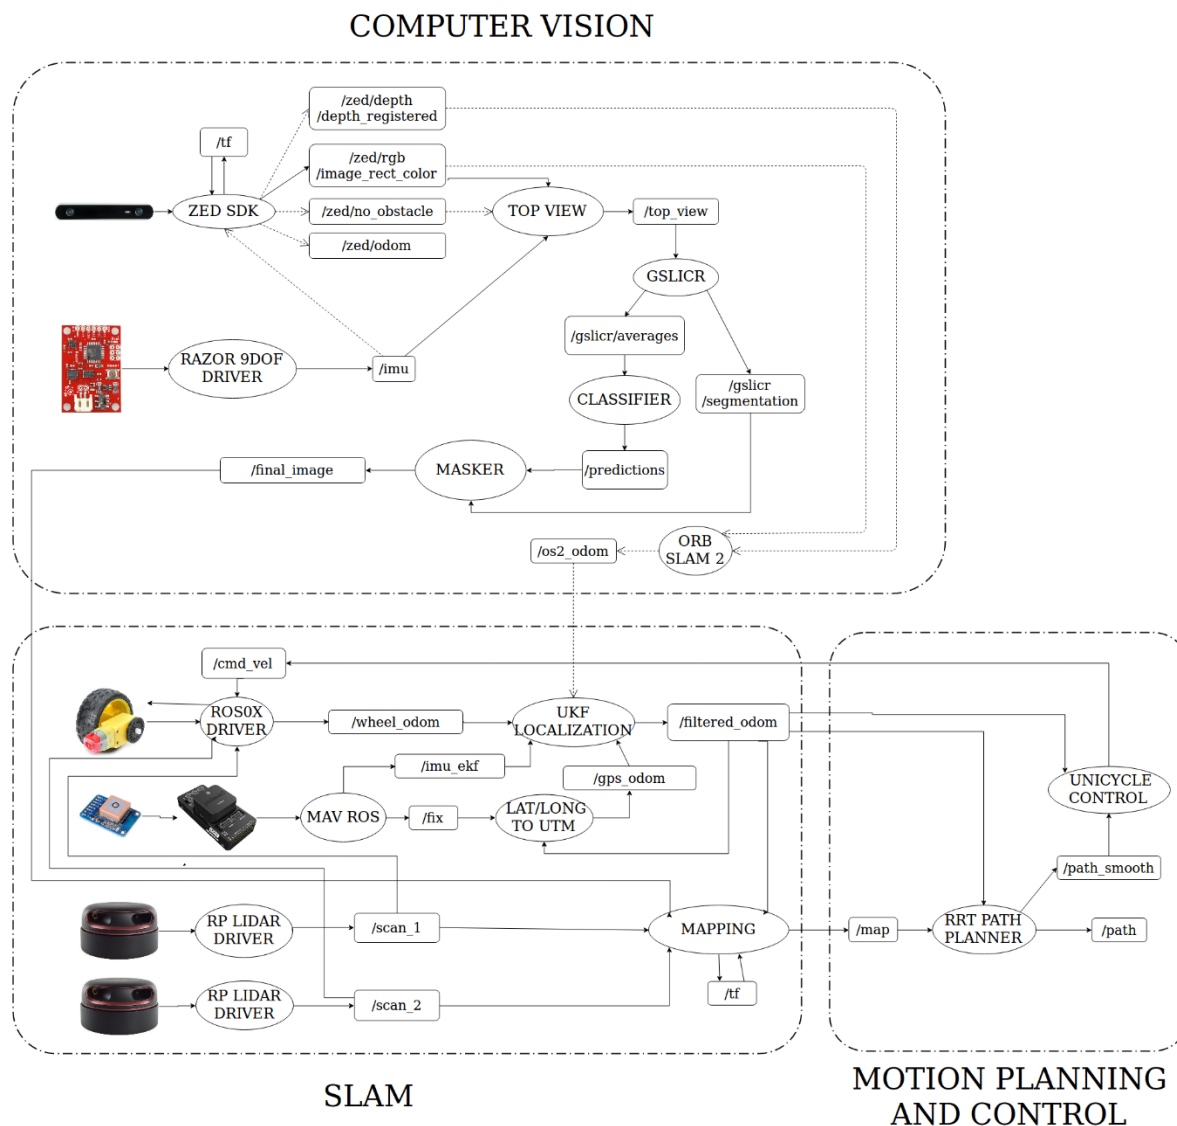 COMPUTER VISION
/zed/depth
/depth_registered
/tf
/zed/rgb
/image_rect_color
ZED SDK
/zed/no_obstacle
TOP VIEW
/top_view
/zed/odom
GSLICR
/gslicr/averages
RAZOR 9DOF
DRIVER
/imu
/gslicr
/segmentation
CLASSIFIER
/final_image
MASKER
/predictions
/os2_odom
ORB
SLAM 2
/cmd_vel
ROS0X
DRIVER
/wheel_odom
UKF
LOCALIZATION
/filtered_odom
/imu_ekf
/gps_odom
UNICYCLE
CONTROL
MAV ROS
/fix
LAT/LONG
TO UTM
/path_smooth
RP LIDAR
DRIVER
/scan_1
MAPPING
/map
RRT PATH
PLANNER
/path
/tf
RP LIDAR
DRIVER
/scan_2
SLAM
MOTION PLANNING
AND CONTROL